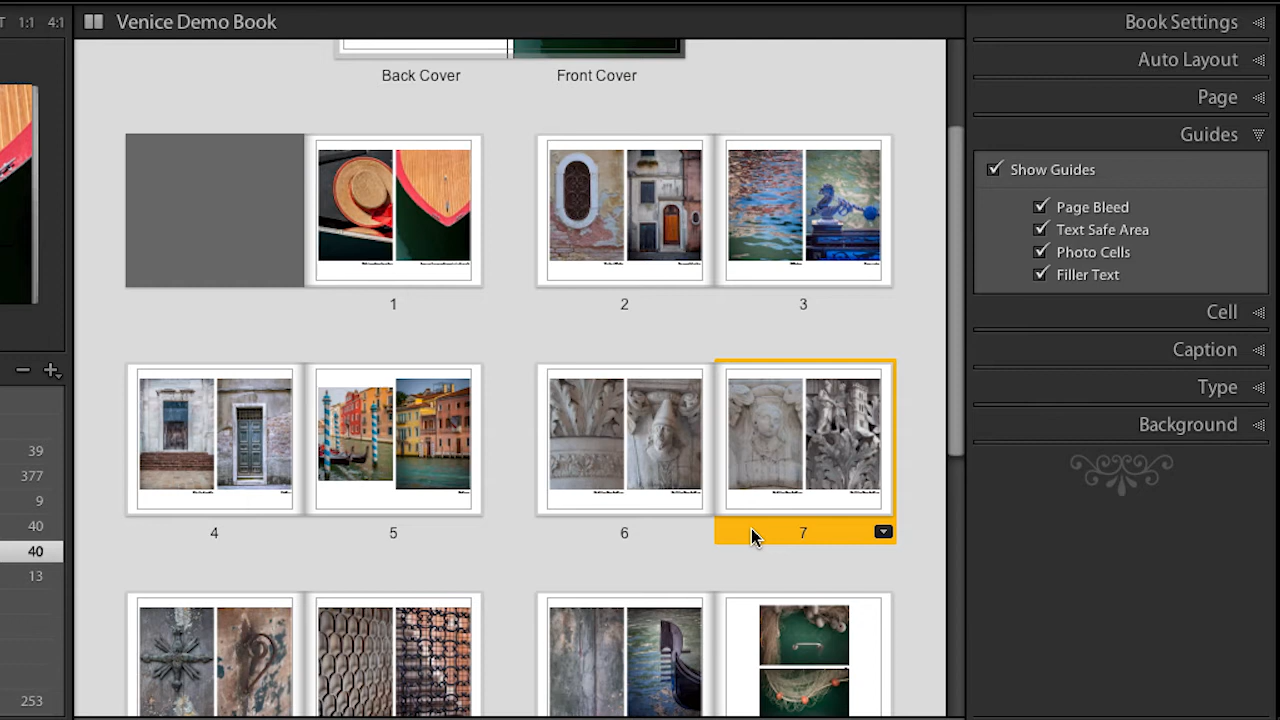 1:1 4:1
Venice Demo Book
Back Cover
Front Cover
1
2
3
4
5
6
7
39
377
9
40
40
13
253
Book Settings
Auto Layout
Page
Guides
Show Guides
Page Bleed
Text Safe Area
Photo Cells
Filler Text
Cell
Caption
Type
Background